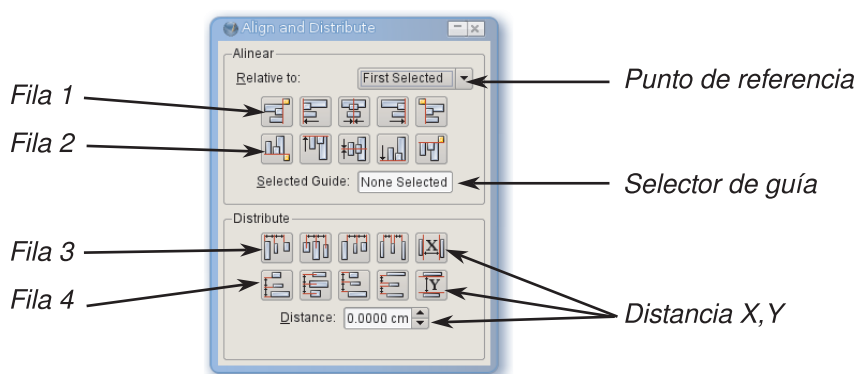 Align and Distribute
Alinear
Relative to: First Selected
Punto de referencia
Fila 1
Fila 2
Selected Guide: None Selected
Selector de guía
Distribute
Fila 3
X
Fila 4
Y
Distance: 0.0000 cm
Distancia X,Y